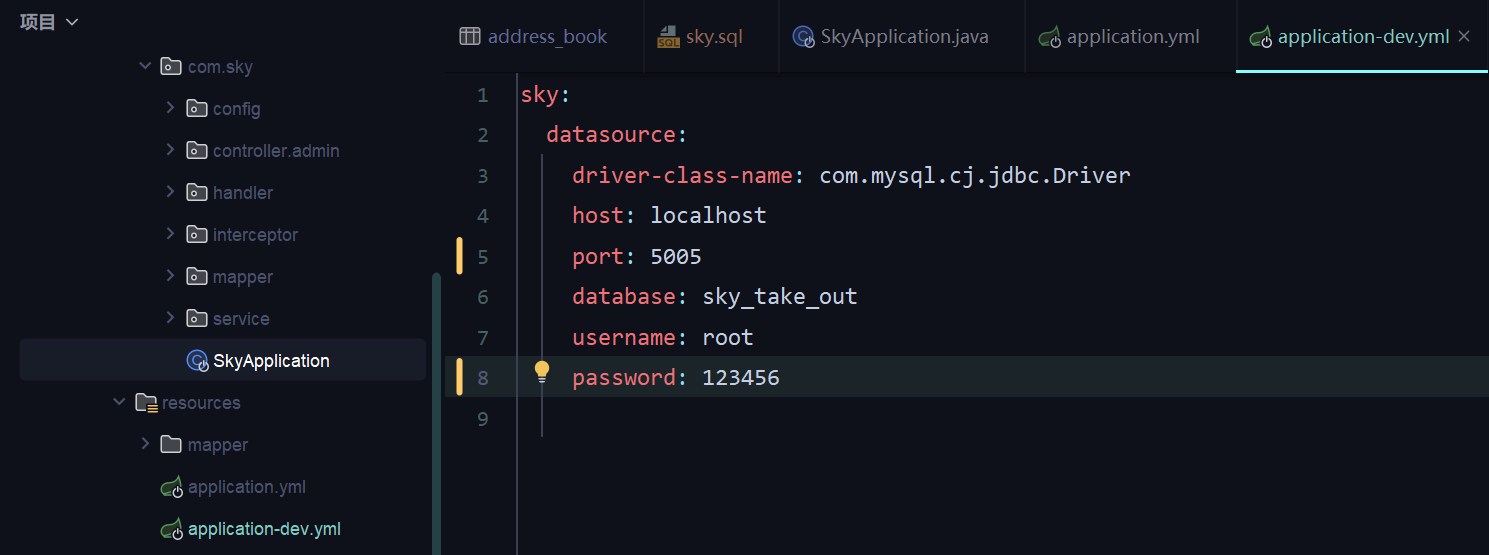 项目
com.sky
config
controller.admin
handler
interceptor
mapper
service
SkyApplication
resources
mapper
application.yml
application-dev.yml
address_book
SQL sky.sql
SkyApplication.java
application.yml
application-dev.yml
1 sky:
2 datasource:
3 driver-class-name: com.mysql.cj.jdbc.Driver
4 host: localhost
5 port: 5005
6 database: sky_take_out
7 username: root
8 password: 123456
9